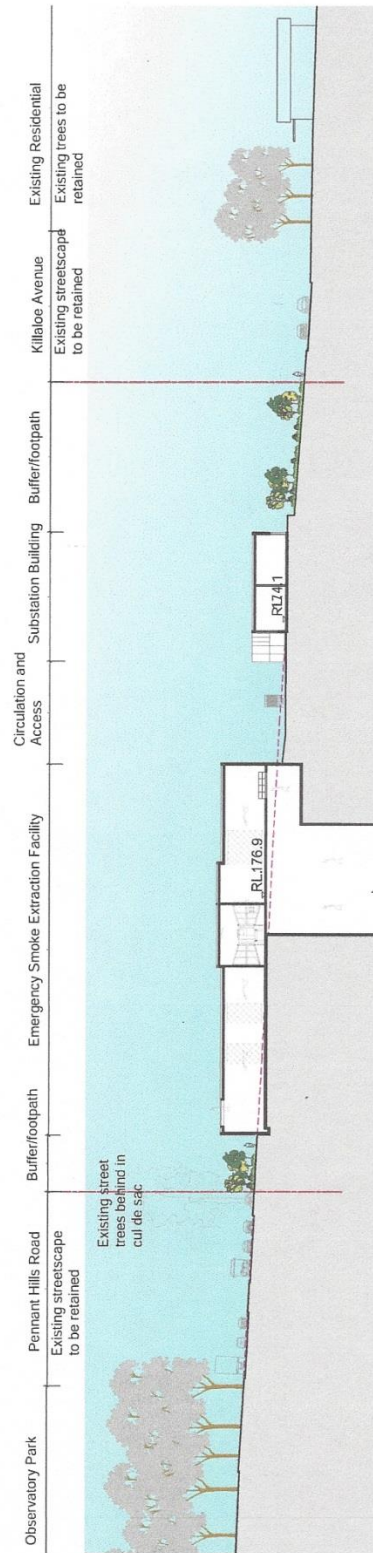 Observatory Park
Pennant Hills Road
Existing streetscape
to be retained
Buffer/footpath
Existing street
trees behind in
cul de sac
Emergency Smoke Extraction Facility
RL.176.9
Circulation and
Access
Substation Building
RL174.1
Buffer/footpath
Killaloe Avenue
Existing streetscape
to be retained
Existing Residential
Existing trees to be
retained